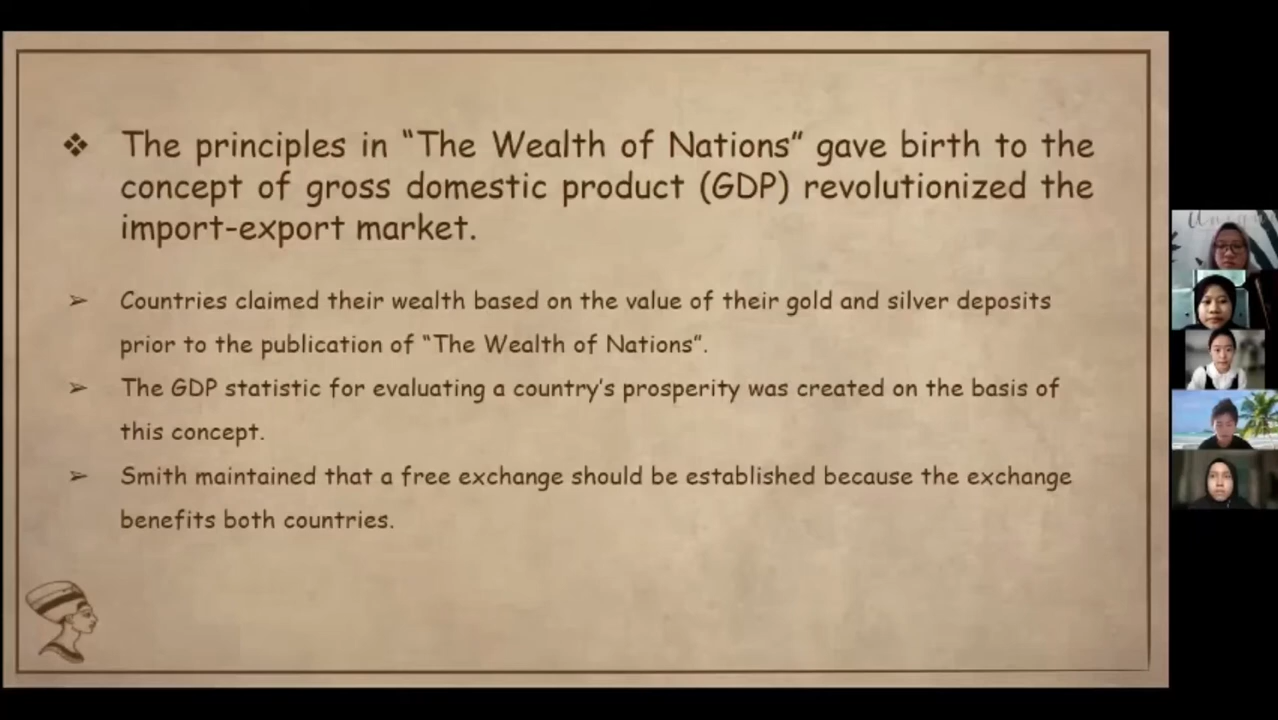 ❖ The principles in “The Wealth of Nations” gave birth to the
concept of gross domestic product (GDP) revolutionized the
import-export market.
➢ Countries claimed their wealth based on the value of their gold and silver deposits
prior to the publication of “The Wealth of Nations”.
➢ The GDP statistic for evaluating a country’s prosperity was created on the basis of
this concept.
➢ Smith maintained that a free exchange should be established because the exchange
benefits both countries.